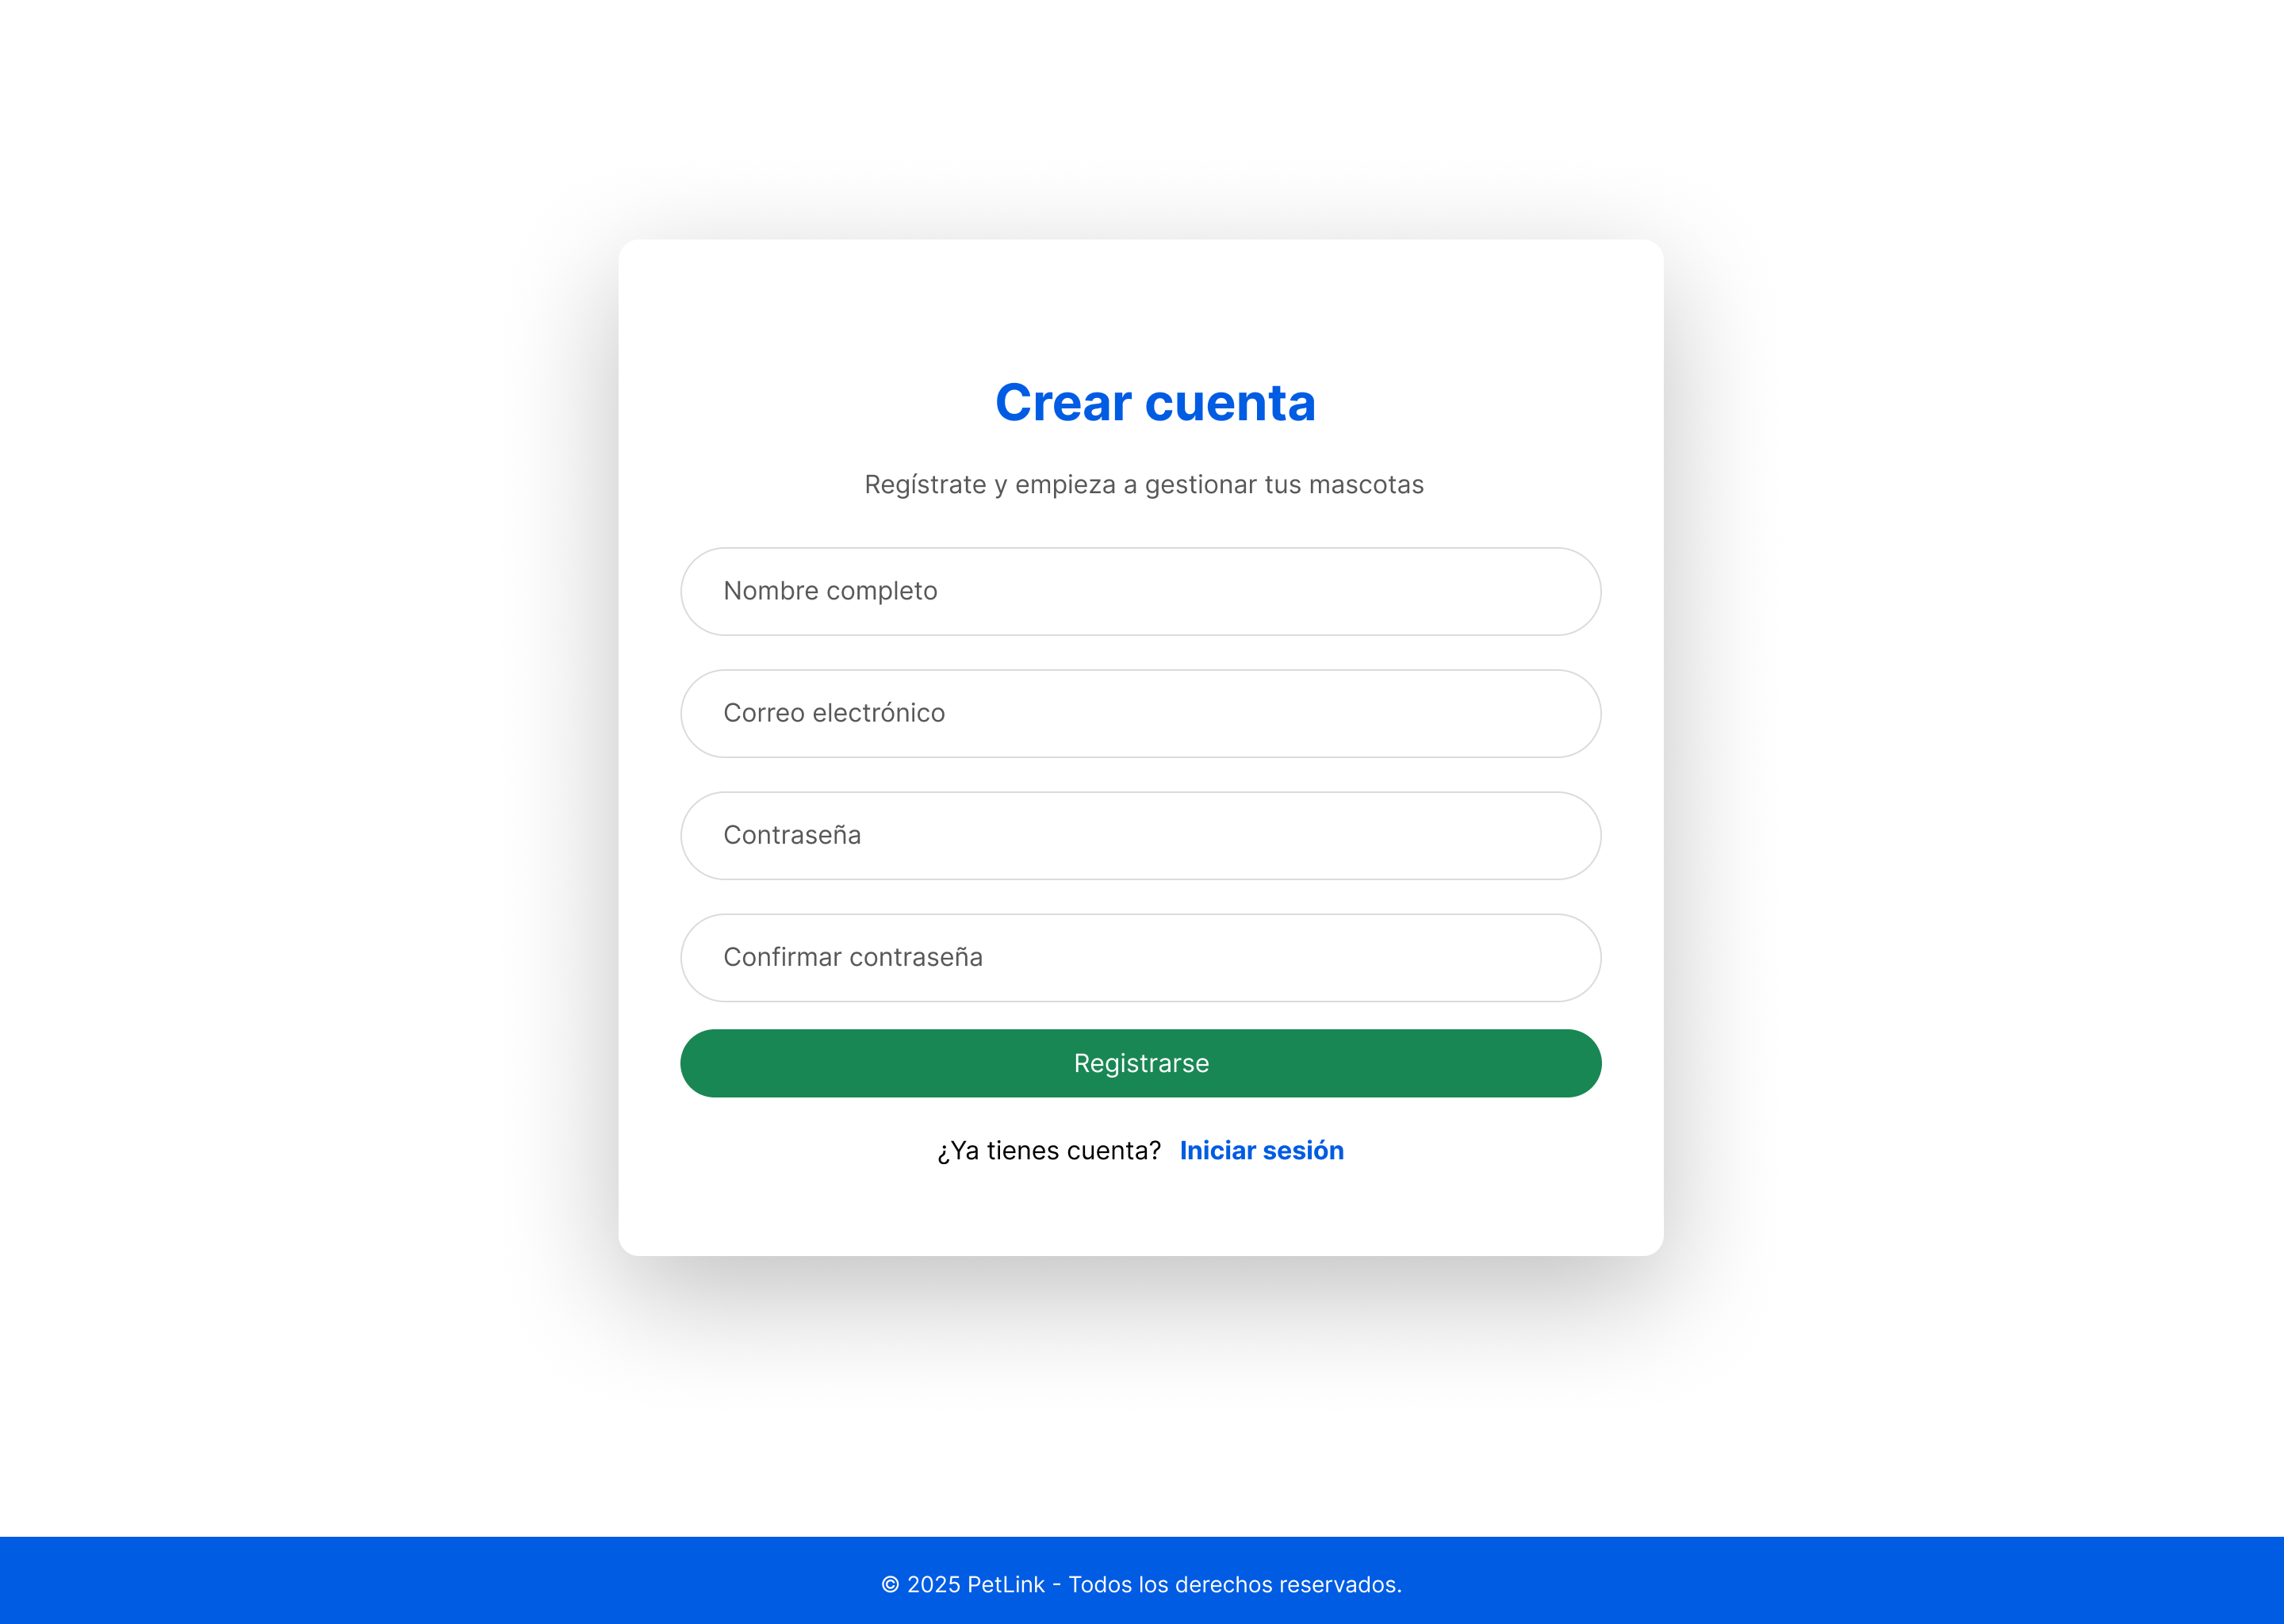 Crear cuenta
Regístrate y empieza a gestionar tus mascotas
Nombre completo
Correo electrónico
Contraseña
Confirmar contraseña
Registrarse
¿Ya tienes cuenta? Iniciar sesión
© 2025 PetLink - Todos los derechos reservados.